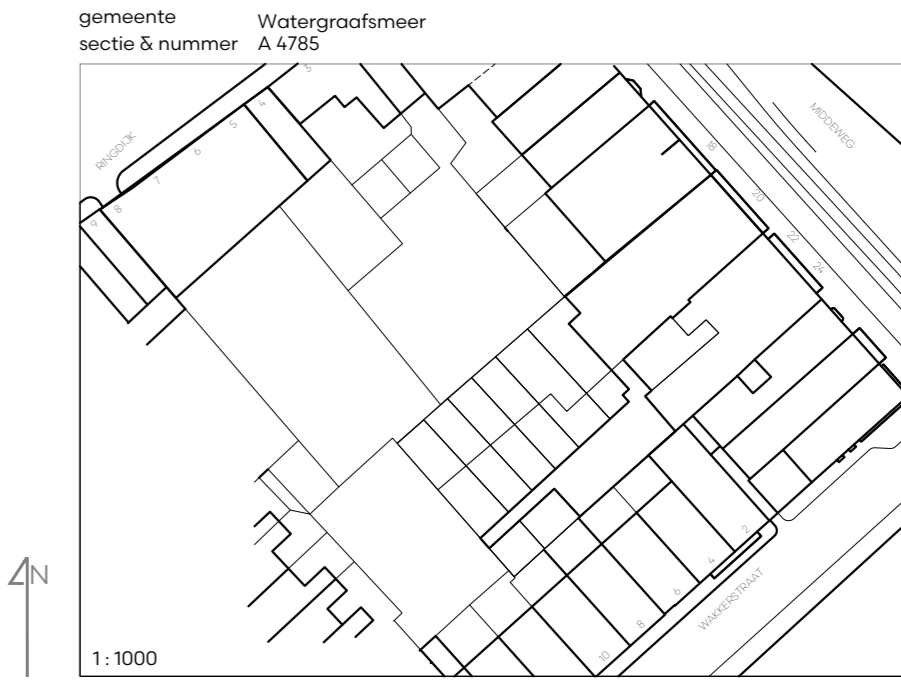 gemeente Watergraafsmeer
sectie & nummer A 4785
3
4
5
6
7
8
9
RINGDIJK
MIDDEWEG
18
20
22
24
N
2
4
6
8
10
WAKKERSTRAAT
1 : 1000